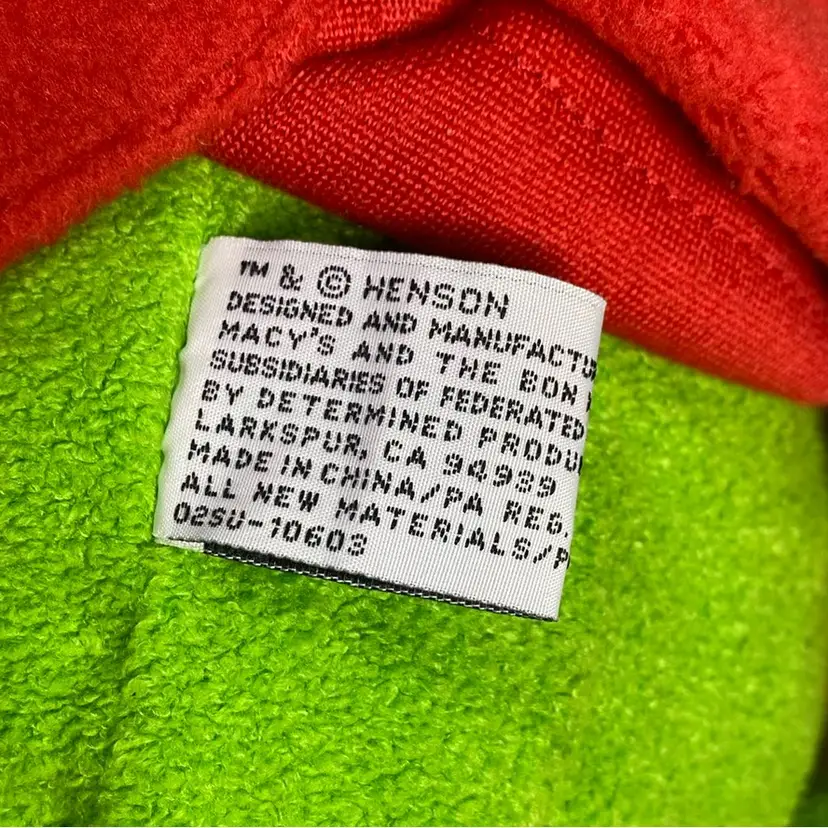 ™ & © HENSON
DESIGNED AND MANUFACTU
MACY'S AND THE BON
SUBSIDIARIES OF FEDERATED
BY DETERMINED PRODU
LARKSPUR, CA 94939
MADE IN CHINA/PA REG.
ALL NEW MATERIALS/P
02SU-10603